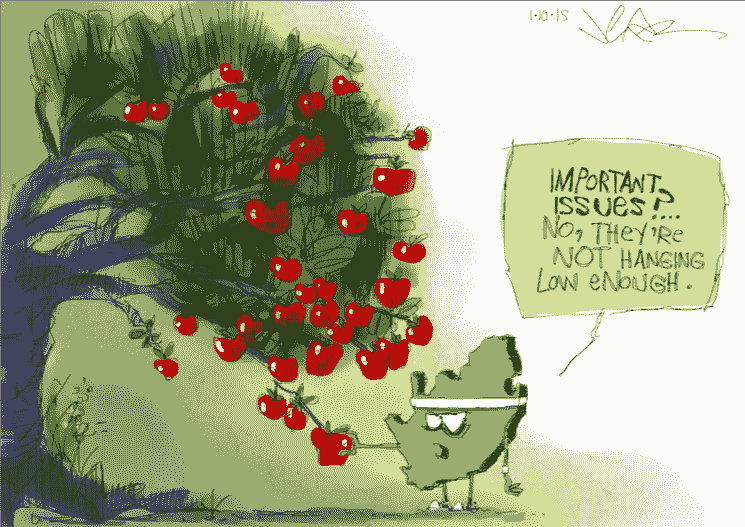 1·10·15
IMPORTANT
ISSUES?....
NO, THEY'Re
NOT HANGING
LOW eNOUGH.